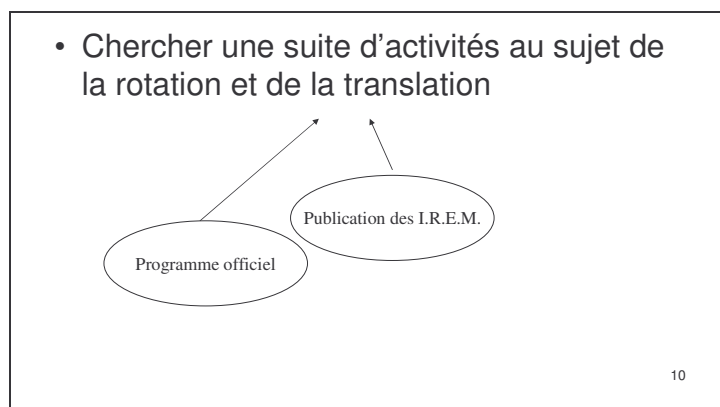 • Chercher une suite d'activités au sujet de
la rotation et de la translation
Publication des I.R.E.M.
Programme officiel
10